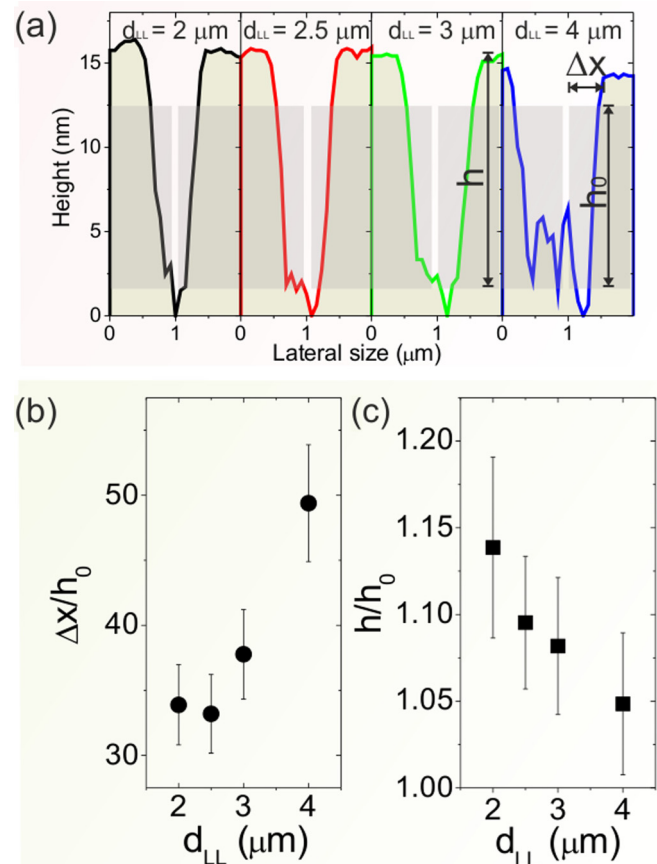 (a)
d_LL = 2 μm d_LL = 2.5 μm d_LL = 3 μm d_LL = 4 μm
Height (nm)
15
10
5
0
Δx
h
h₀
0 1 0 1 0 1 0 1
Lateral size (μm)
(b)
Δx/h₀
50
40
30
2 3 4
d_LL (μm)
(c)
h/h₀
1.20
1.15
1.10
1.05
1.00
2 3 4
d_LL (μm)